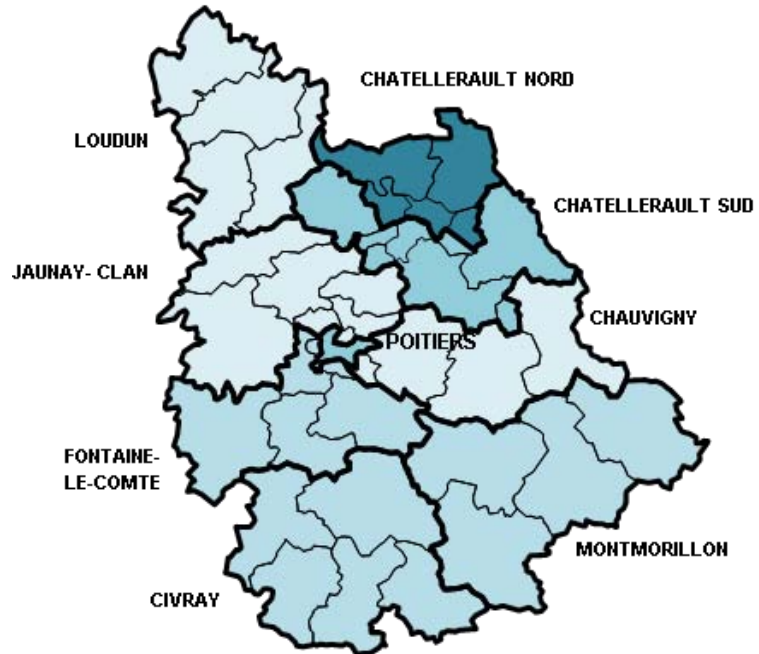 CHATELLERAULT NORD
LOUDUN
CHATELLERAULT SUD
JAUNAY- CLAN
CHAUVIGNY
POITIERS
FONTAINE-
LE-COMTE
MONTMORILLON
CIVRAY